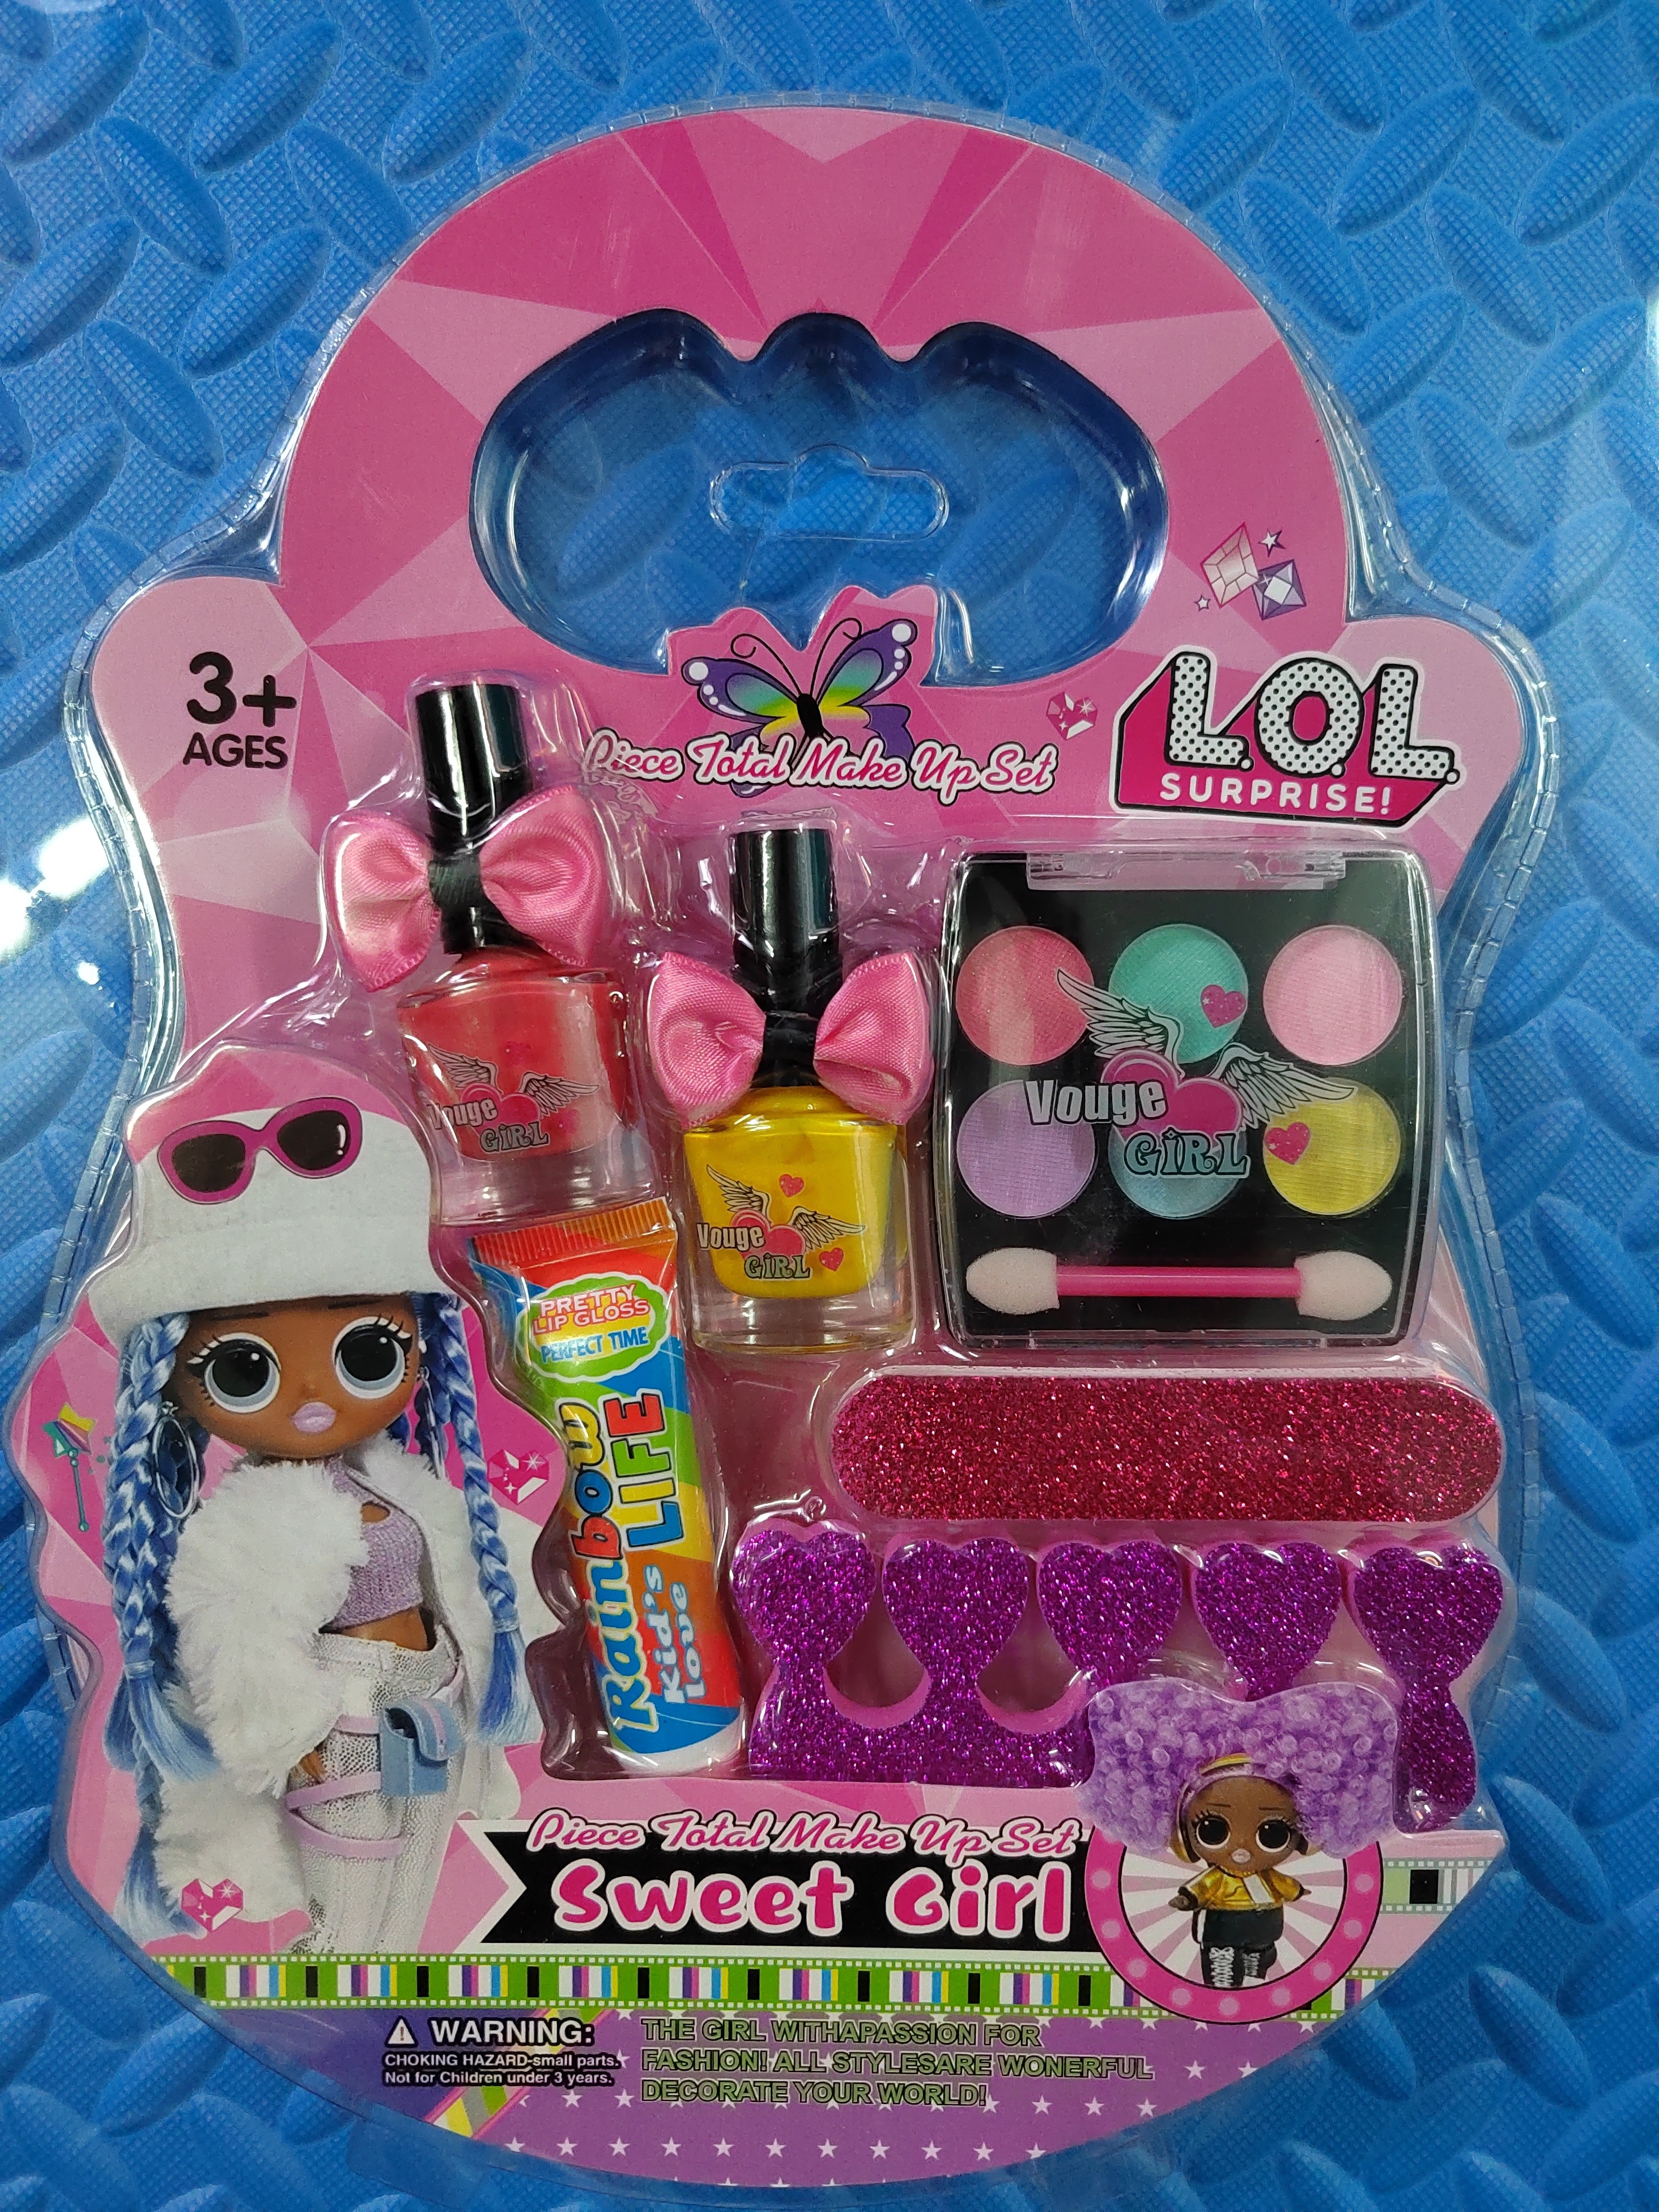 3+
AGES
Piece Total Make Up Set
L.O.L.
SURPRISE!
Vouge
GiRL
Vouge
GiRL
Vouge
GiRL
PRETTY
LIP GLOSS
PERFECT TIME
Rainbow
LIFE
Kid's
Love
Piece Total Make Up Set
Sweet Girl
WARNING:
CHOKING HAZARD-small parts.
Not for Children under 3 years.
THE GIRL WITHAPASSION FOR
FASHION! ALL STYLESARE WONERFUL
DECORATE YOUR WORLD!